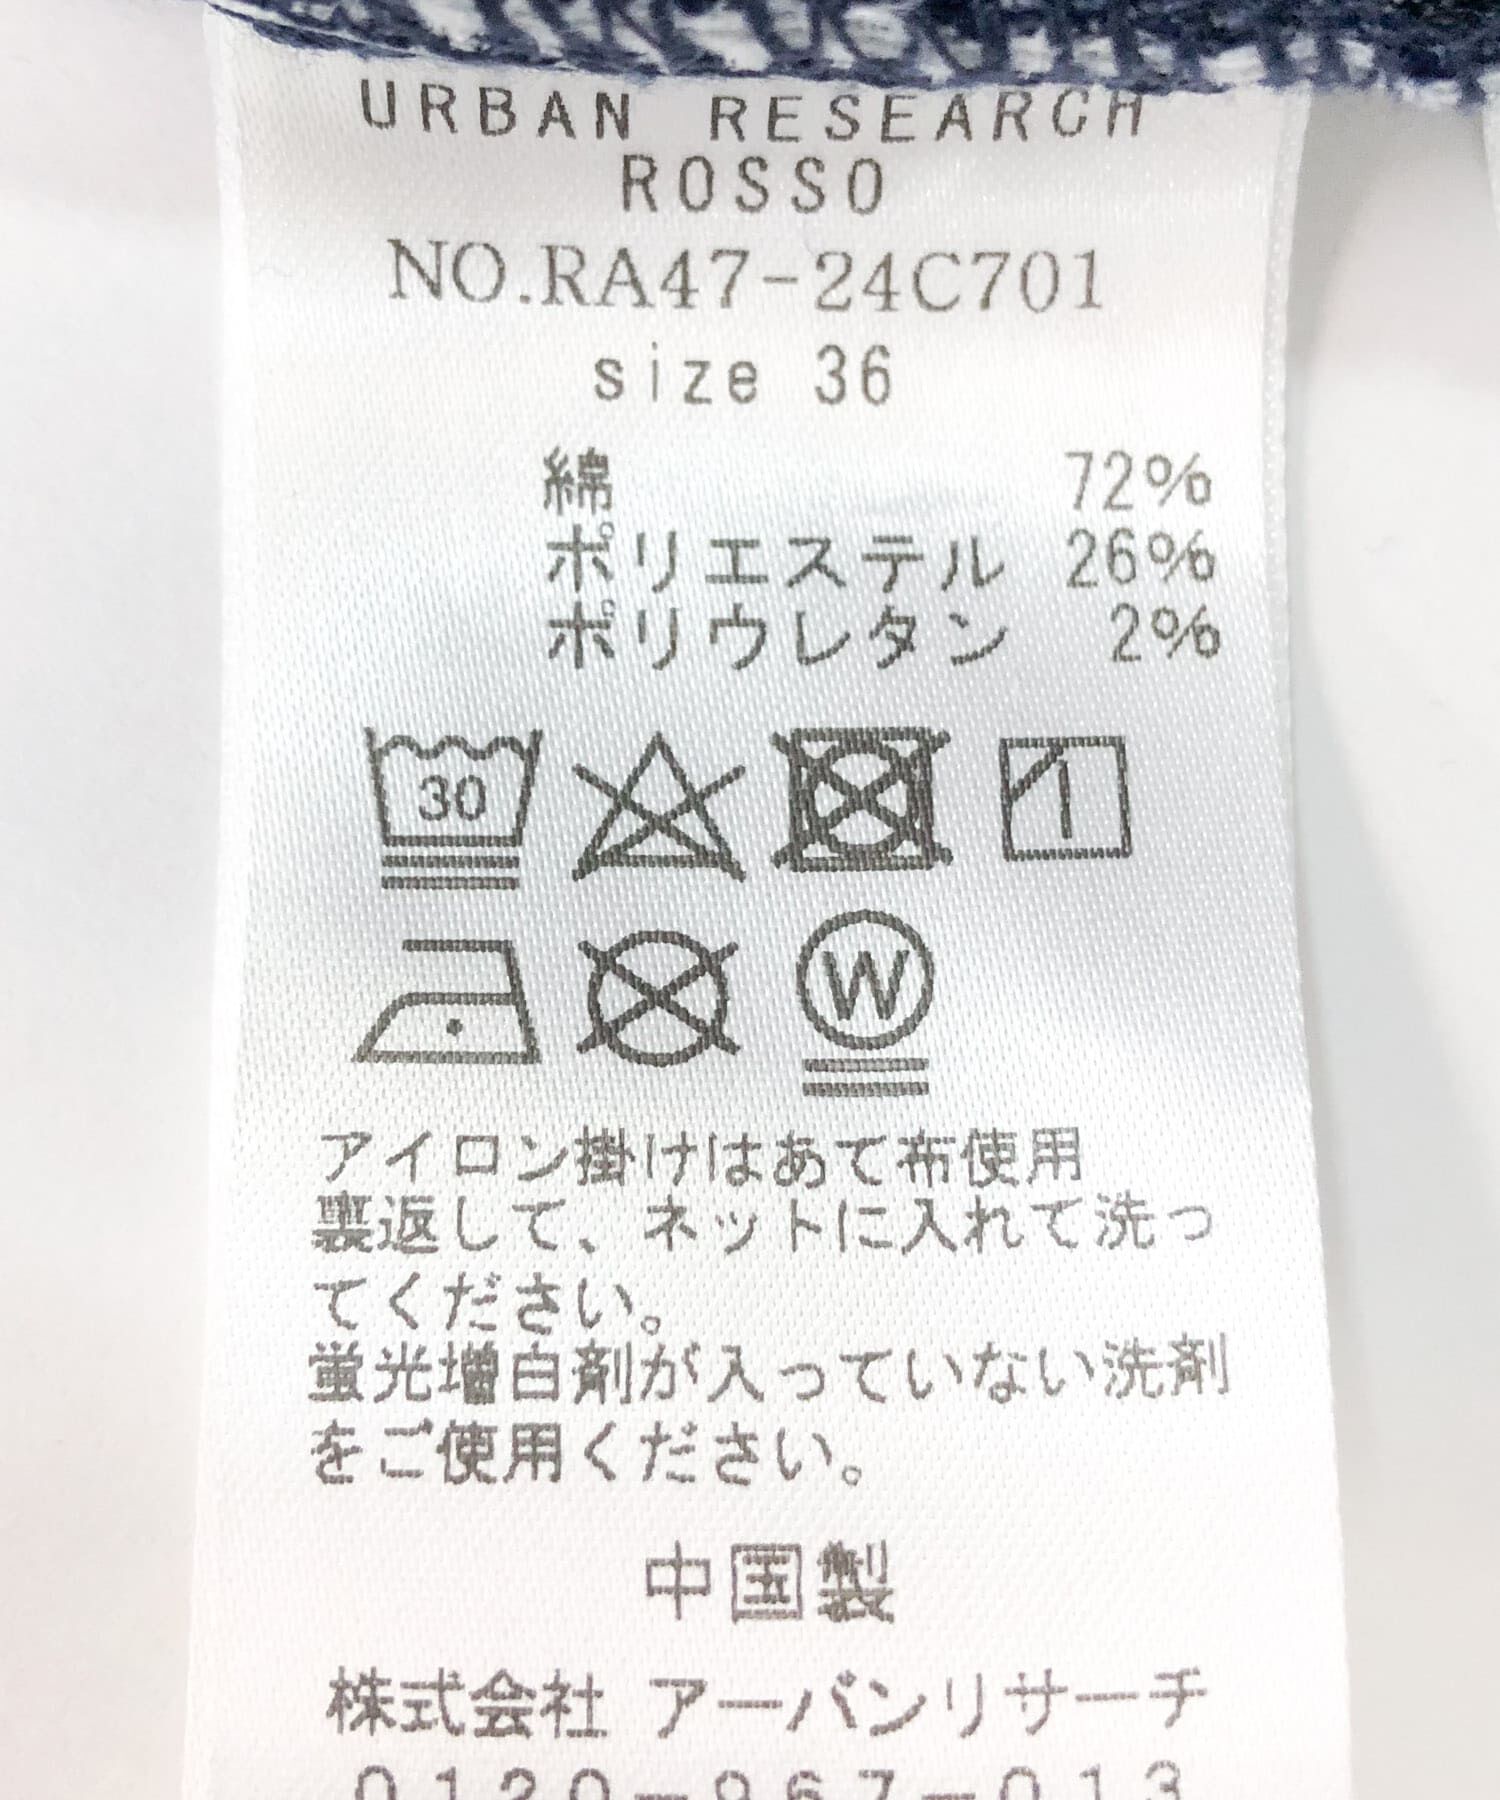 URBAN RESEARCH
ROSSO
NO.RA47-24C701
size 36
綿 72%
ポリエステル 26%
ポリウレタン 2%
30
W
アイロン掛けはあて布使用
裏返して、ネットに入れて洗っ
てください。
蛍光増白剤が入っていない洗剤
をご使用ください。
中国製
株式会社 アーバンリサーチ
0120-967-013